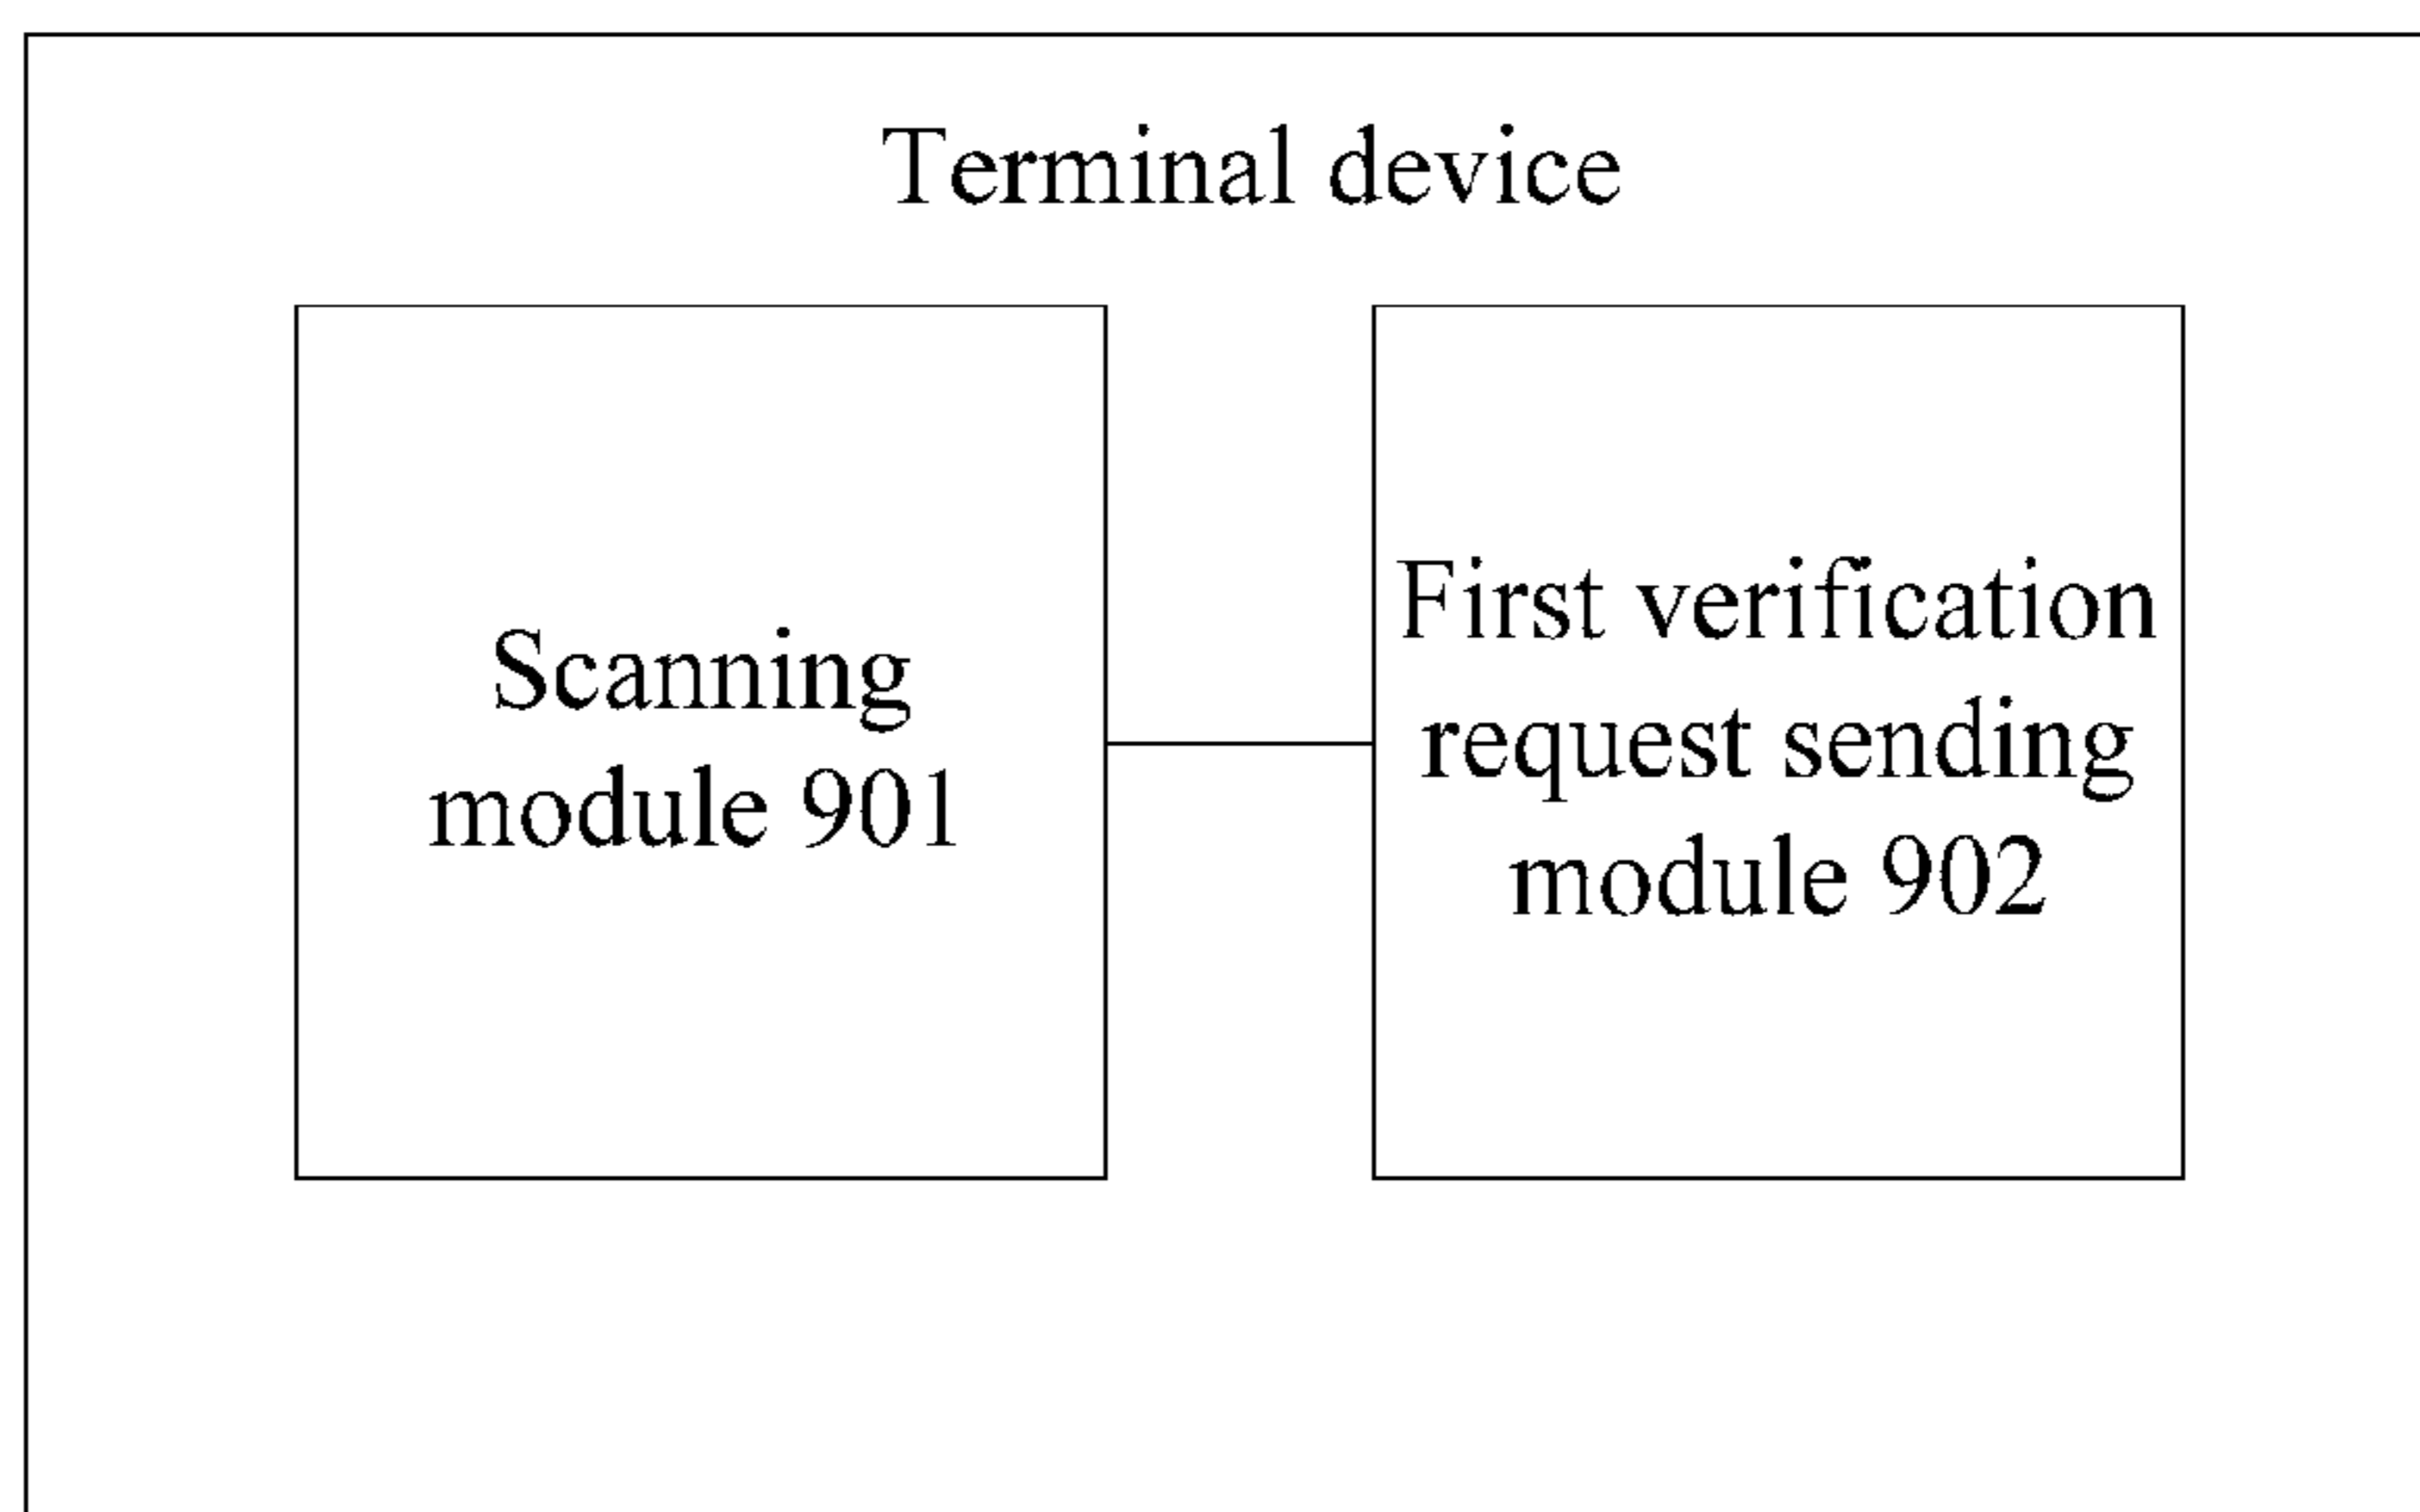 Terminal device
Scanning
module 901
First verification
request sending
module 902